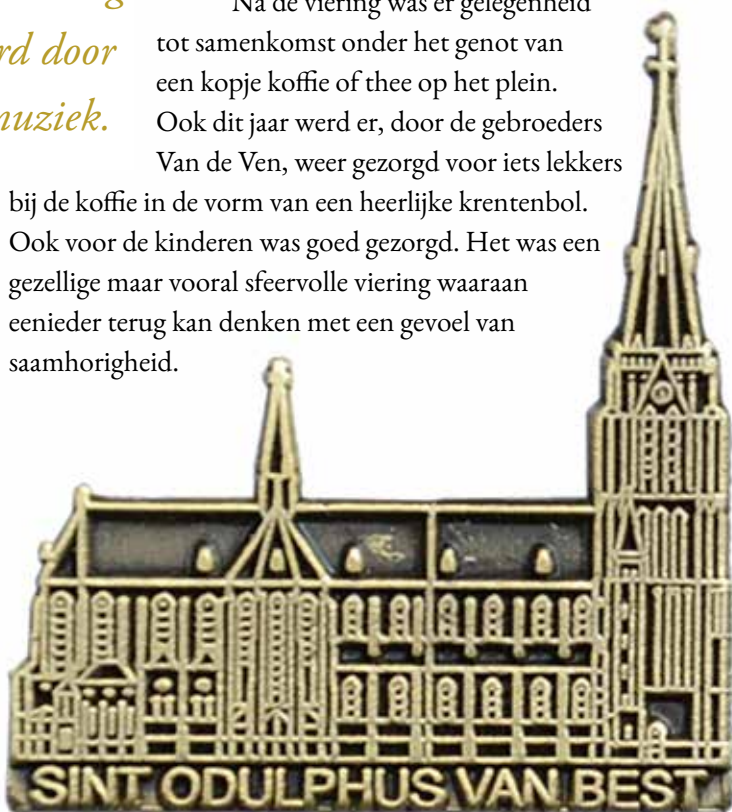 rd door
muziek.
Na de viering was er gelegenheid
tot samenkomst onder het genot van
een kopje koffie of thee op het plein.
Ook dit jaar werd er, door de gebroeders
Van de Ven, weer gezorgd voor iets lekkers
bij de koffie in de vorm van een heerlijke krentenbol.
Ook voor de kinderen was goed gezorgd. Het was een
gezellige maar vooral sfeervolle viering waaraan
eenieder terug kan denken met een gevoel van
saamhorigheid.
SINT ODULPHUS VAN BEST